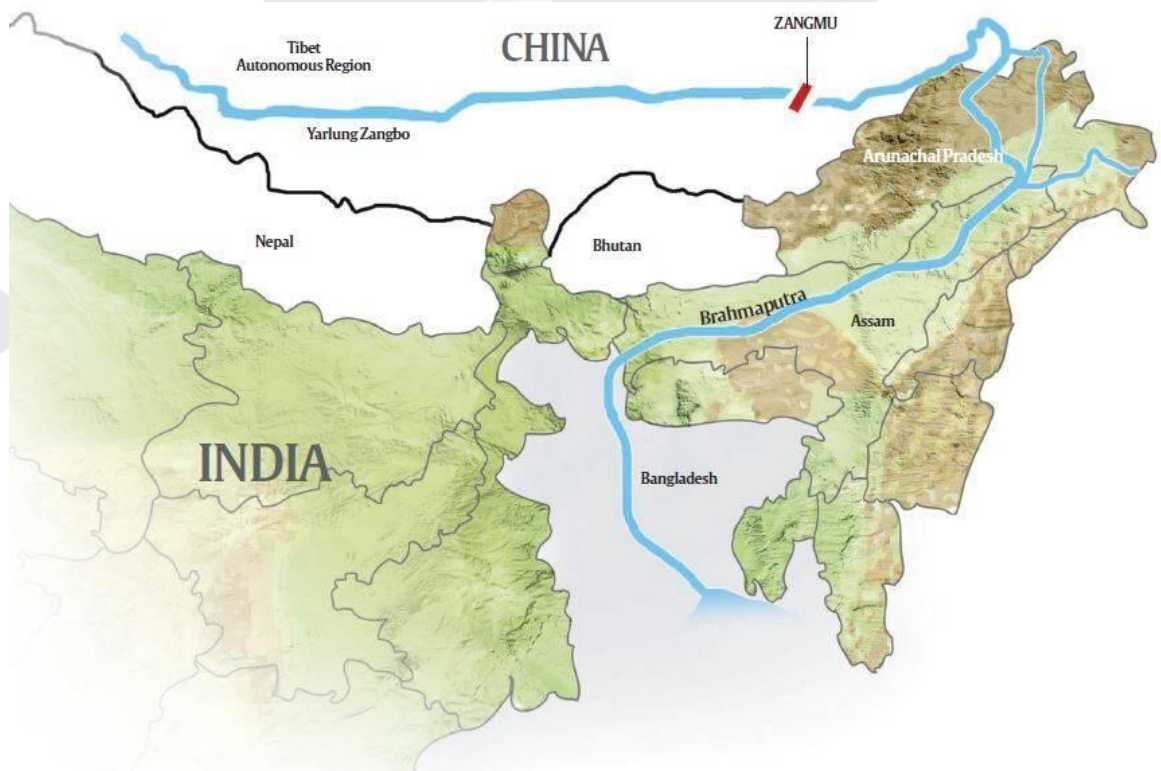 ZANGMU
CHINA
Tibet
Autonomous Region
Yarlung Zangbo
Arunachal Pradesh
Nepal
Bhutan
Brahmaputra
Assam
INDIA
Bangladesh